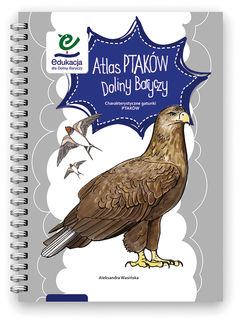 edukacja
dla Doliny Baryczy
Atlas PTAKÓW
Doliny Baryczy
Charakterystyczne gatunki
PTAKÓW
Aleksandra Wasińska